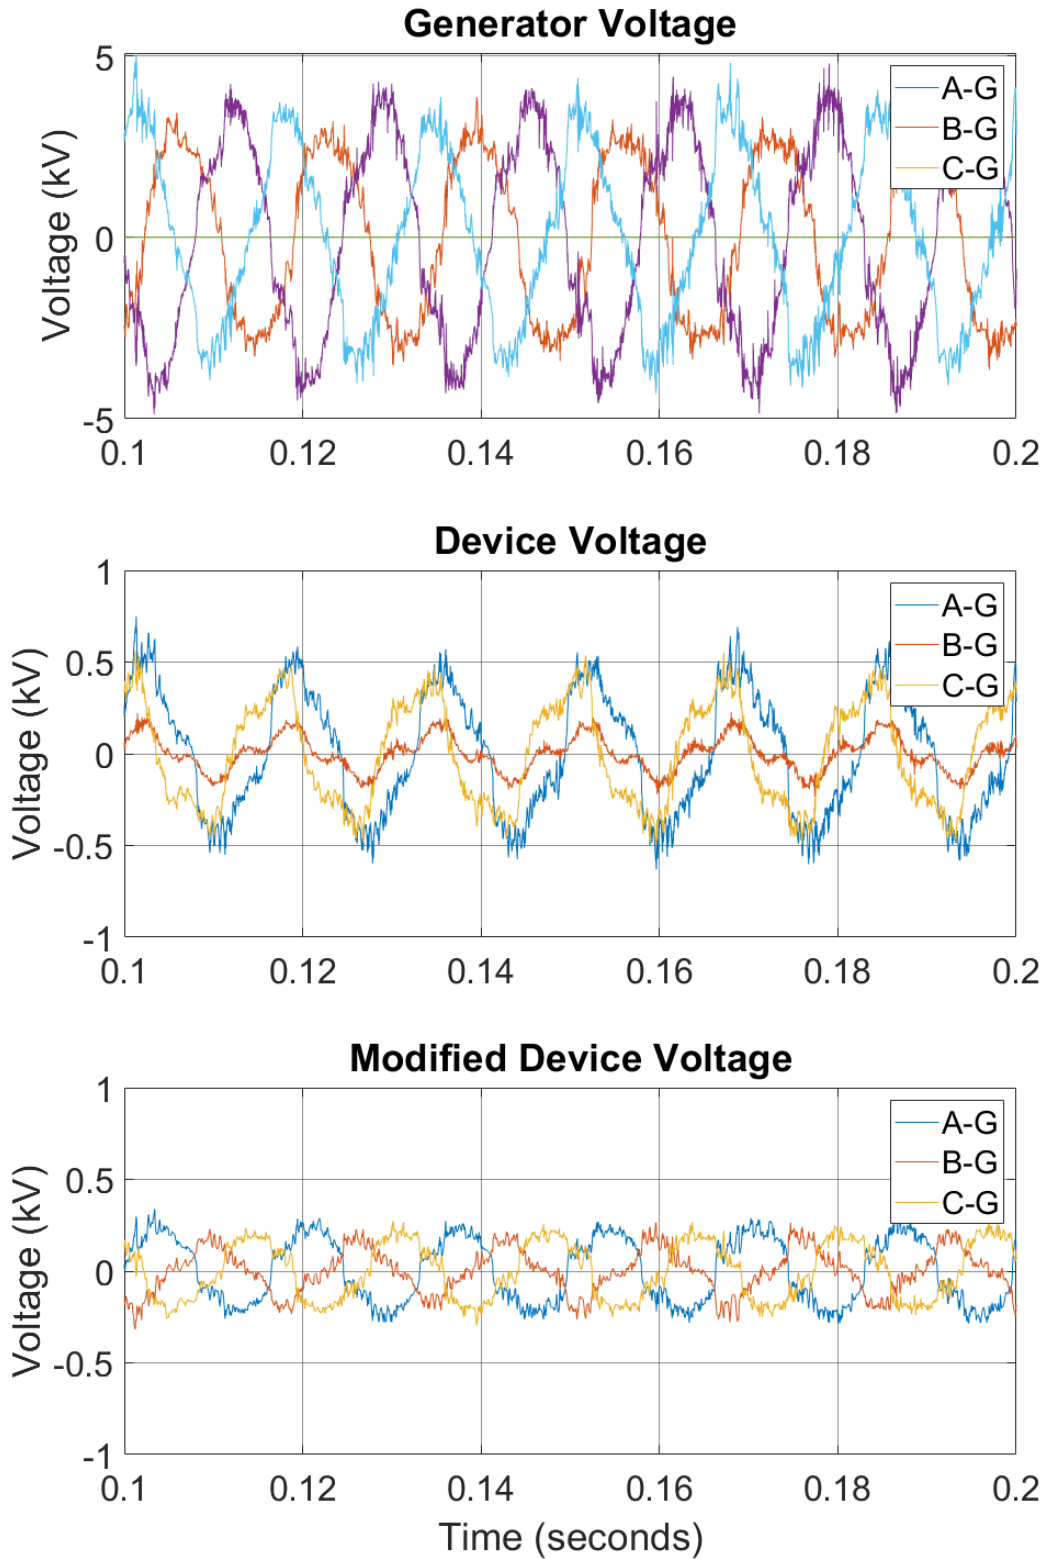 Generator Voltage
5
0
-5
Voltage (kV)
A-G
B-G
C-G
0.1 0.12 0.14 0.16 0.18 0.2
Device Voltage
1
0.5
0
-0.5
-1
Voltage (kV)
A-G
B-G
C-G
0.1 0.12 0.14 0.16 0.18 0.2
Modified Device Voltage
1
0.5
0
-0.5
-1
Voltage (kV)
A-G
B-G
C-G
0.1 0.12 0.14 0.16 0.18 0.2
Time (seconds)